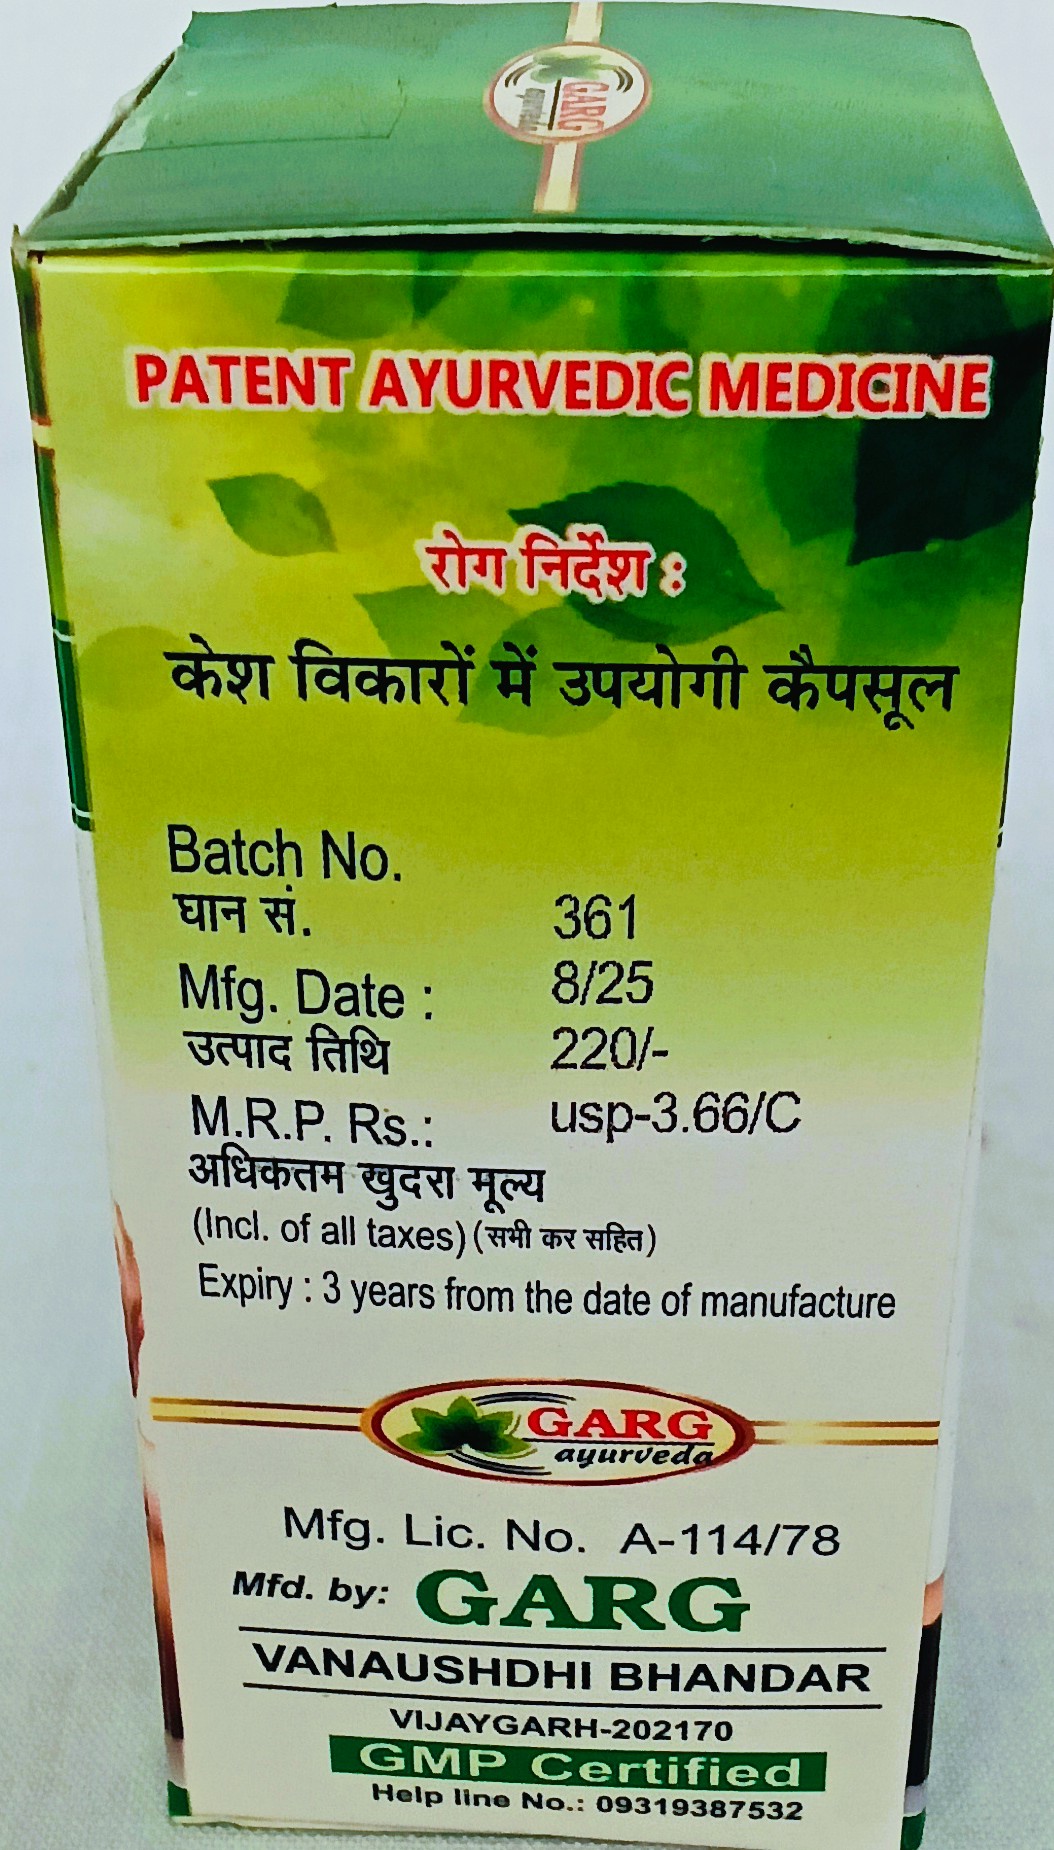 GARG
ayurveda
PATENT AYURVEDIC MEDICINE
रोग निर्देश :
केश विकारों में उपयोगी कैपसूल
Batch No.
घान सं. 361
Mfg. Date : 8/25
उत्पाद तिथि 220/-
M.R.P. Rs.: usp-3.66/C
अधिकतम खुदरा मूल्य
(Incl. of all taxes) (सभी कर सहित)
Expiry : 3 years from the date of manufacture
GARG
ayurveda
Mfg. Lic. No. A-114/78
Mfd. by: GARG
VANAUSHDHI BHANDAR
VIJAYGARH-202170
GMP Certified
Help line No.: 09319387532